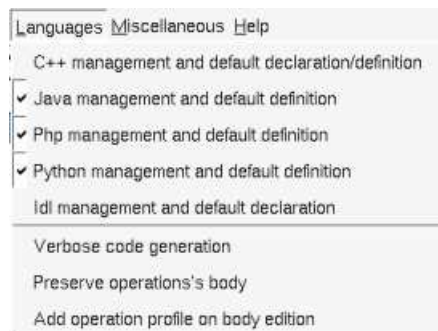 Languages Miscellaneous Help
C++ management and default declaration/definition
Java management and default definition
Php management and default definition
Python management and default definition
Idl management and default declaration
Verbose code generation
Preserve operations's body
Add operation profile on body edition